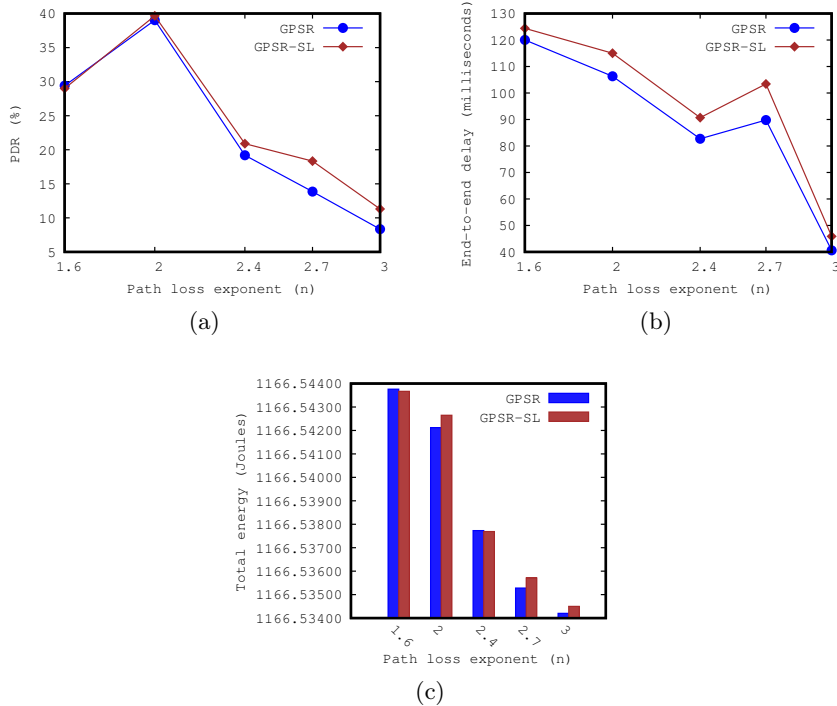 PDR (%)
40
35
30
25
20
15
10
5
1.6
2
2.4
2.7
3
Path loss exponent (n)
GPSR
GPSR-SL
(a)
End-to-end delay (milliseconds)
130
120
110
100
90
80
70
60
50
40
1.6
2
2.4
2.7
3
Path loss exponent (n)
GPSR
GPSR-SL
(b)
Total energy (Joules)
1166.54400
1166.54300
1166.54200
1166.54100
1166.54000
1166.53900
1166.53800
1166.53700
1166.53600
1166.53500
1166.53400
1.6
2
2.4
2.7
3
Path loss exponent (n)
GPSR
GPSR-SL
(c)